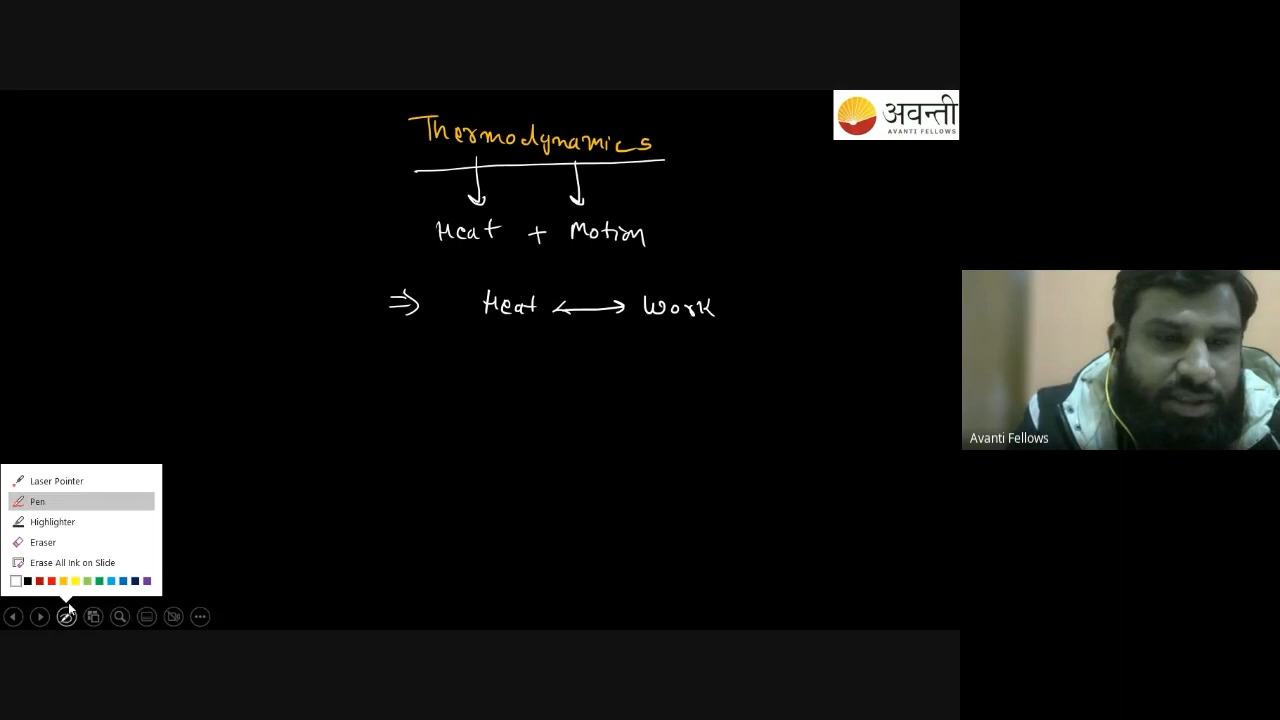 अवन्ती
AVANTI FELLOWS
Thermodynamics
Heat + Motion
⇒ Heat ⟷ Work
Avanti Fellows
Laser Pointer
Pen
Highlighter
Eraser
Erase All Ink on Slide